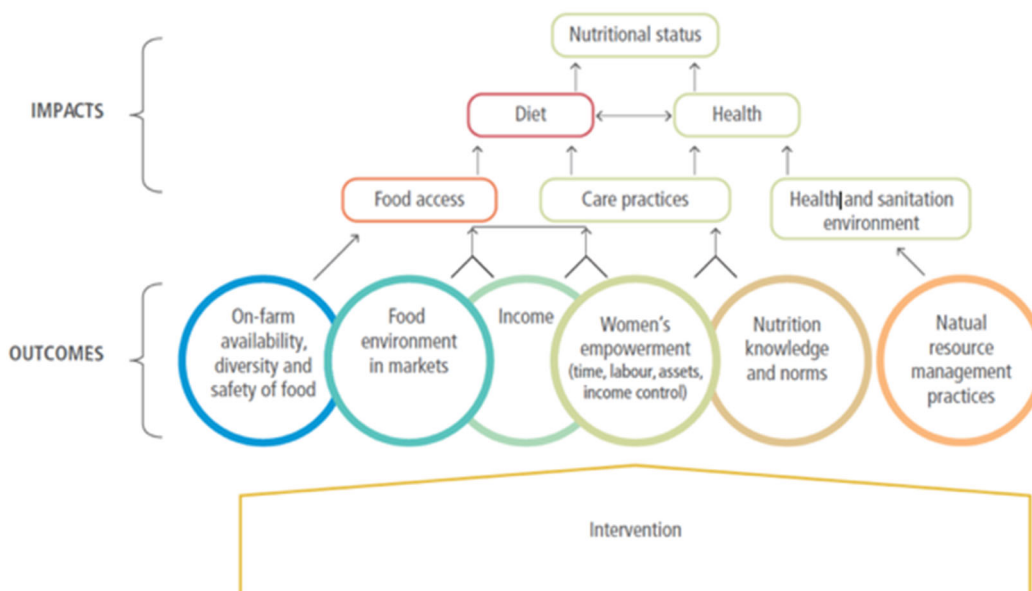 Nutritional status
IMPACTS
Diet
Health
Food access
Care practices
Health and sanitation
environment
OUTCOMES
On-farm
availability,
diversity and
safety of food
Food
environment
in markets
Income
Women's
empowerment
(time, labour, assets,
income control)
Nutrition
knowledge
and norms
Natual
resource
management
practices
Intervention